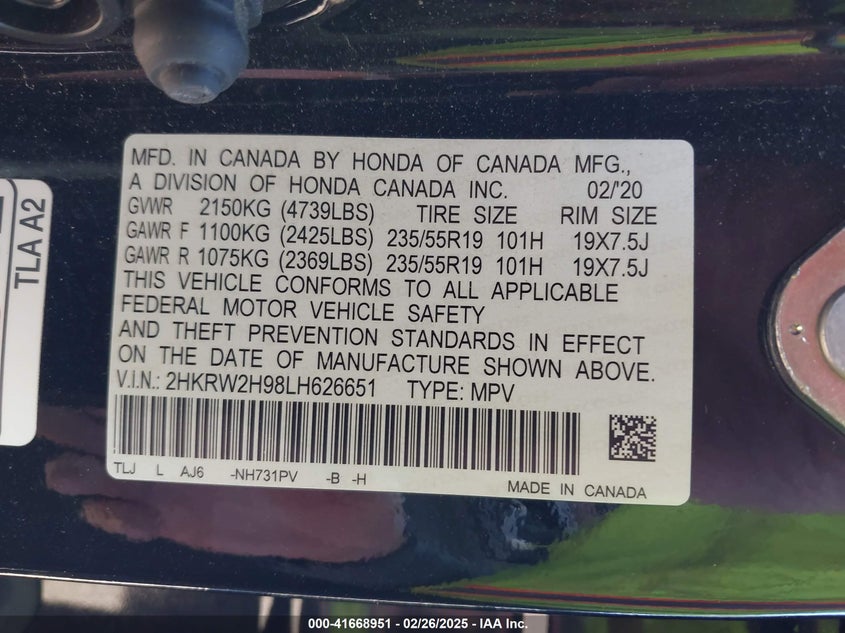 MFD. IN CANADA BY HONDA OF CANADA MFG.,
A DIVISION OF HONDA CANADA INC. 02/'20
GVWR 2150KG (4739LBS) TIRE SIZE RIM SIZE
GAWR F 1100KG (2425LBS) 235/55R19 101H 19X7.5J
GAWR R 1075KG (2369LBS) 235/55R19 101H 19X7.5J
THIS VEHICLE CONFORMS TO ALL APPLICABLE
FEDERAL MOTOR VEHICLE SAFETY
AND THEFT PREVENTION STANDARDS IN EFFECT
ON THE DATE OF MANUFACTURE SHOWN ABOVE.
V.I.N.: 2HKRW2H98LH626651 TYPE: MPV
TLJ L AJ6 -NH731PV -B -H
MADE IN CANADA
TLA A2
000-41668951 - 02/26/2025 - IAA Inc.